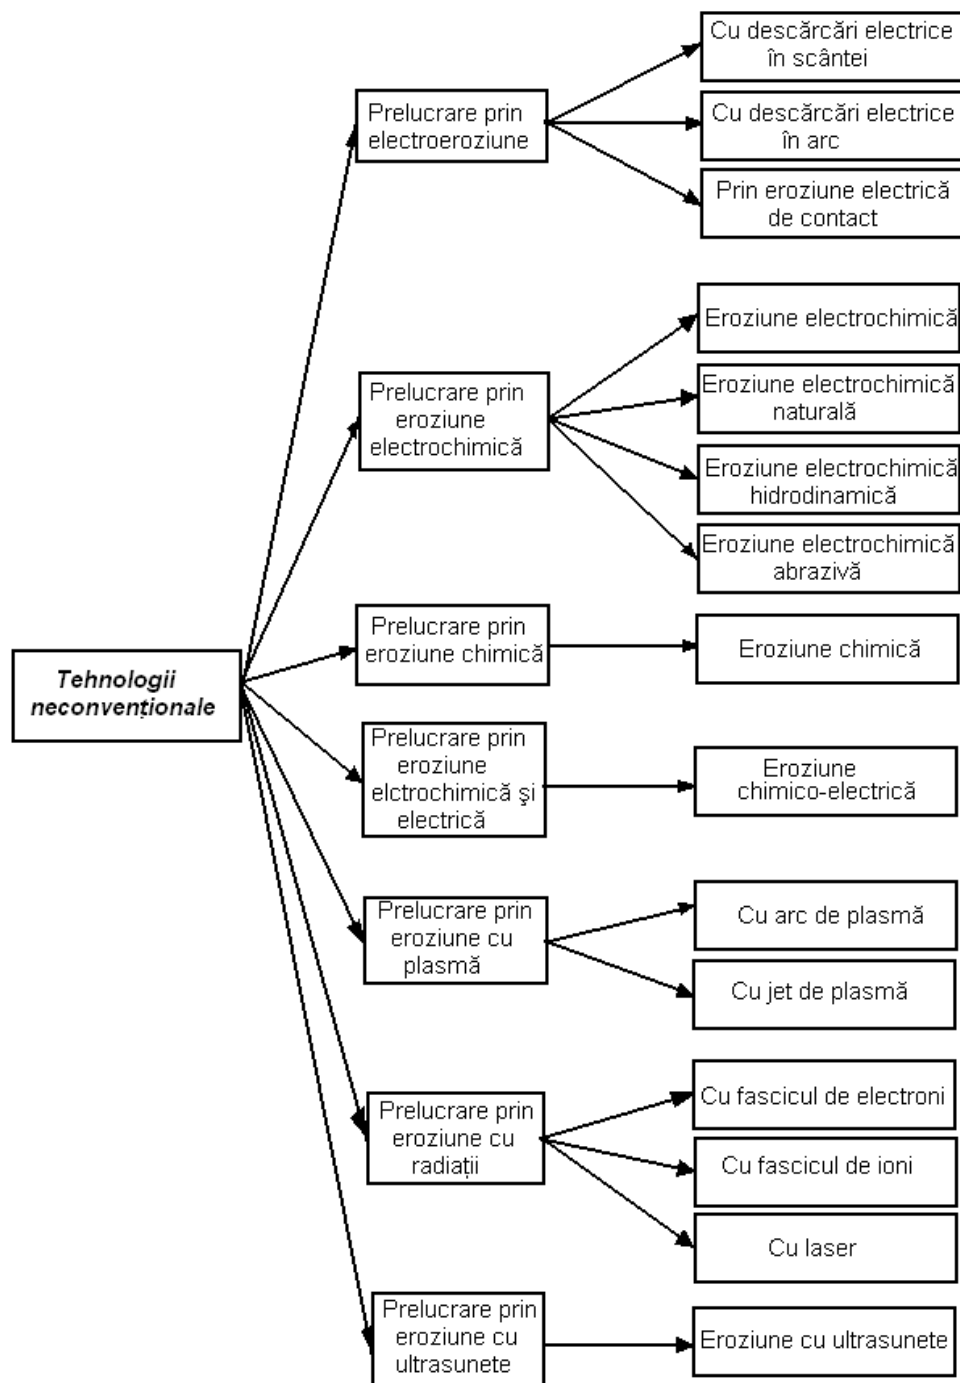 Tehnologii
neconvenționale
Prelucrare prin
electroeroziune
Cu descărcări electrice
în scântei
Cu descărcări electrice
în arc
Prin eroziune electrică
de contact
Prelucrare prin
eroziune
electrochimică
Eroziune electrochimică
Eroziune electrochimică
naturală
Eroziune electrochimică
hidrodinamică
Eroziune electrochimică
abrazivă
Prelucrare prin
eroziune chimică
Eroziune chimică
Prelucrare prin
eroziune
elctrochimică şi
electrică
Eroziune
chimico-electrică
Prelucrare prin
eroziune cu
plasmă
Cu arc de plasmă
Cu jet de plasmă
Prelucrare prin
eroziune cu
radiații
Cu fascicul de electroni
Cu fascicul de ioni
Cu laser
Prelucrare prin
eroziune cu
ultrasunete
Eroziune cu ultrasunete